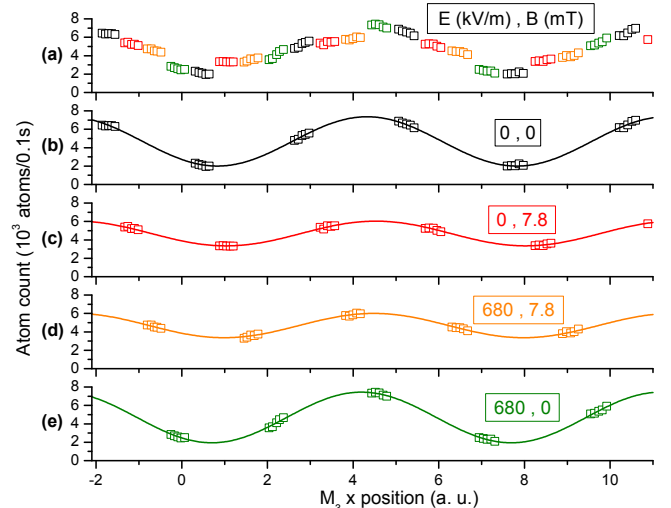 E (kV/m) , B (mT)
(a)
8
6
4
2
0
(b)
8
6
4
2
0
0 , 0
(c)
8
6
4
2
0
0 , 7.8
(d)
8
6
4
2
0
680 , 7.8
(e)
8
6
4
2
0
680 , 0
Atom count (10³ atoms/0.1s)
-2 0 2 4 6 8 10
M₃ x position (a. u.)